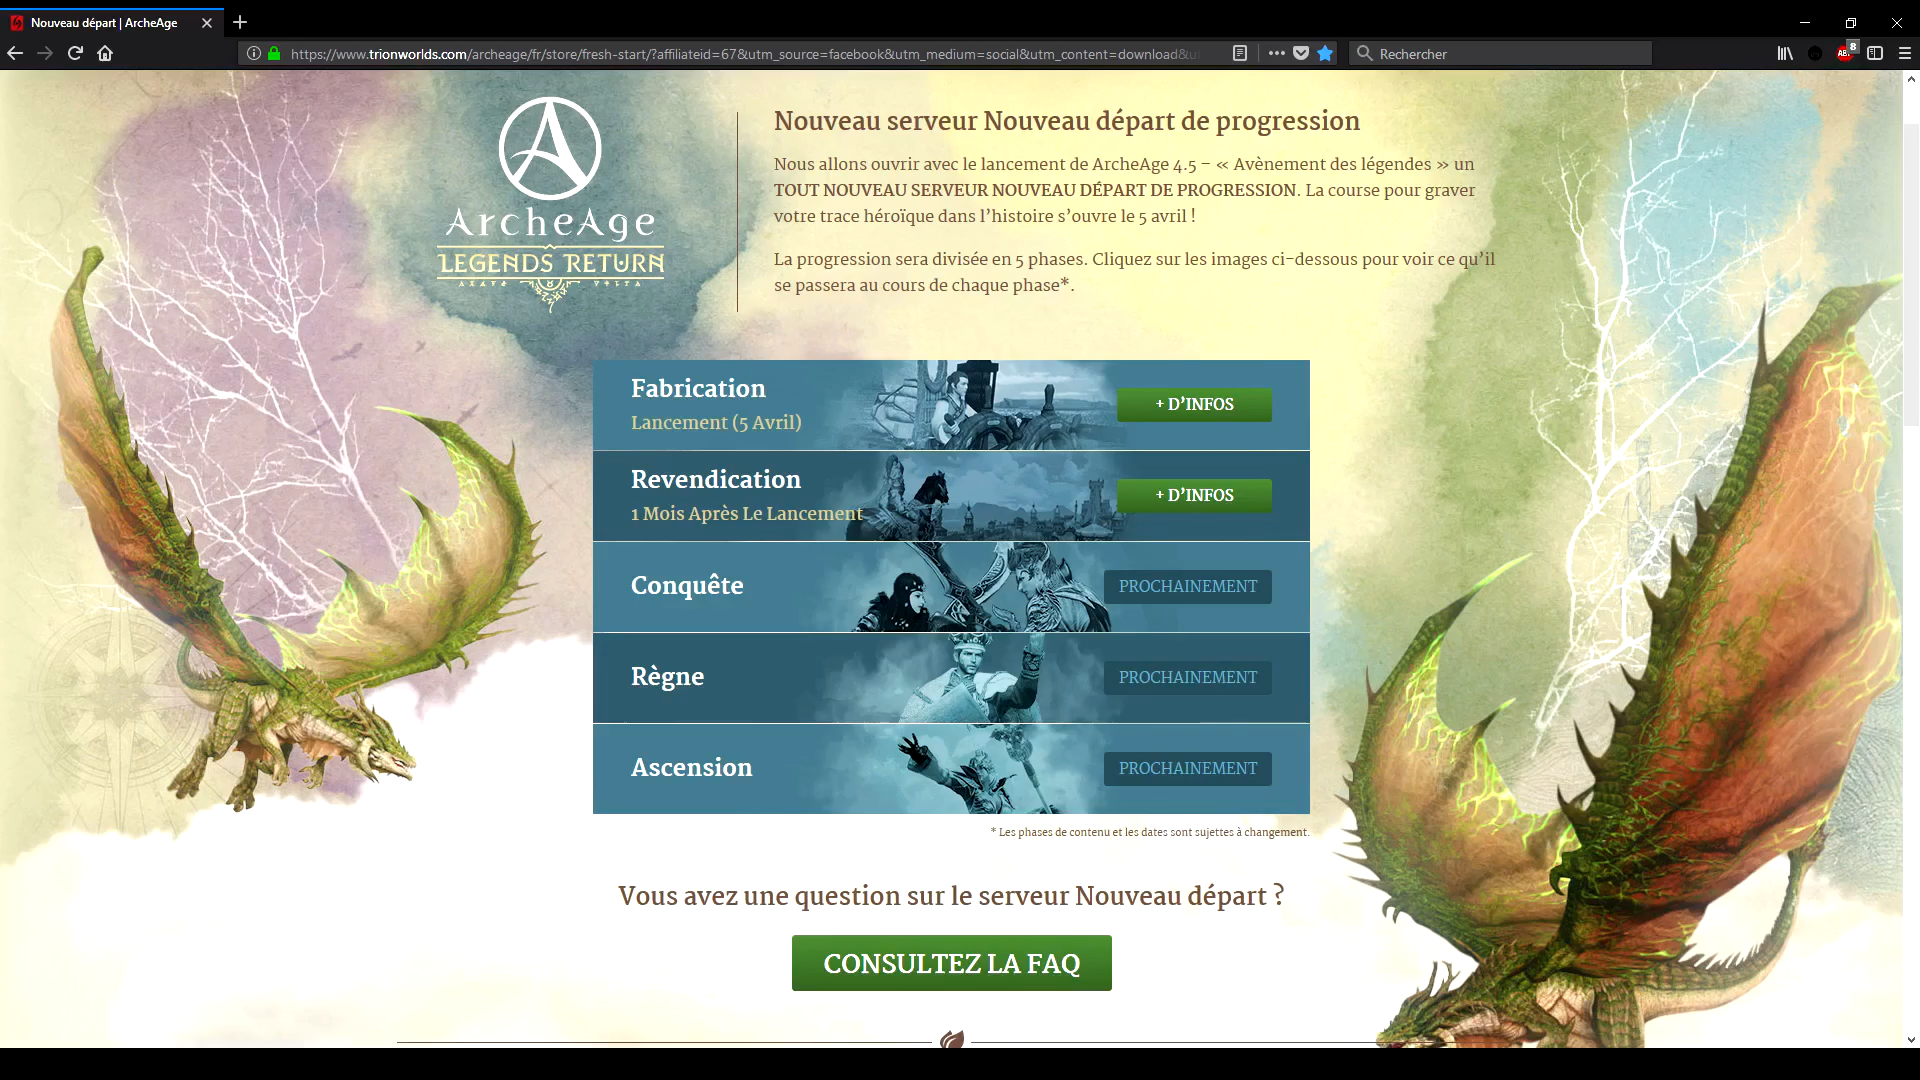 Nouveau départ | ArcheAge
https://www.trionworlds.com/archeage/fr/store/fresh-start/?affiliateid=67&utm_source=facebook&utm_medium=social&utm_content=download&ut
Rechercher
ABP 8
ArcheAge
LEGENDS RETURN
Nouveau serveur Nouveau départ de progression
Nous allons ouvrir avec le lancement de ArcheAge 4.5 – « Avènement des légendes » un
TOUT NOUVEAU SERVEUR NOUVEAU DÉPART DE PROGRESSION. La course pour graver
votre trace héroïque dans l’histoire s’ouvre le 5 avril !
La progression sera divisée en 5 phases. Cliquez sur les images ci-dessous pour voir ce qu’il
se passera au cours de chaque phase*.
Fabrication
Lancement (5 Avril)
+ D’INFOS
Revendication
1 Mois Après Le Lancement
+ D’INFOS
Conquête
PROCHAINEMENT
Règne
PROCHAINEMENT
Ascension
PROCHAINEMENT
* Les phases de contenu et les dates sont sujettes à changement.
Vous avez une question sur le serveur Nouveau départ ?
CONSULTEZ LA FAQ